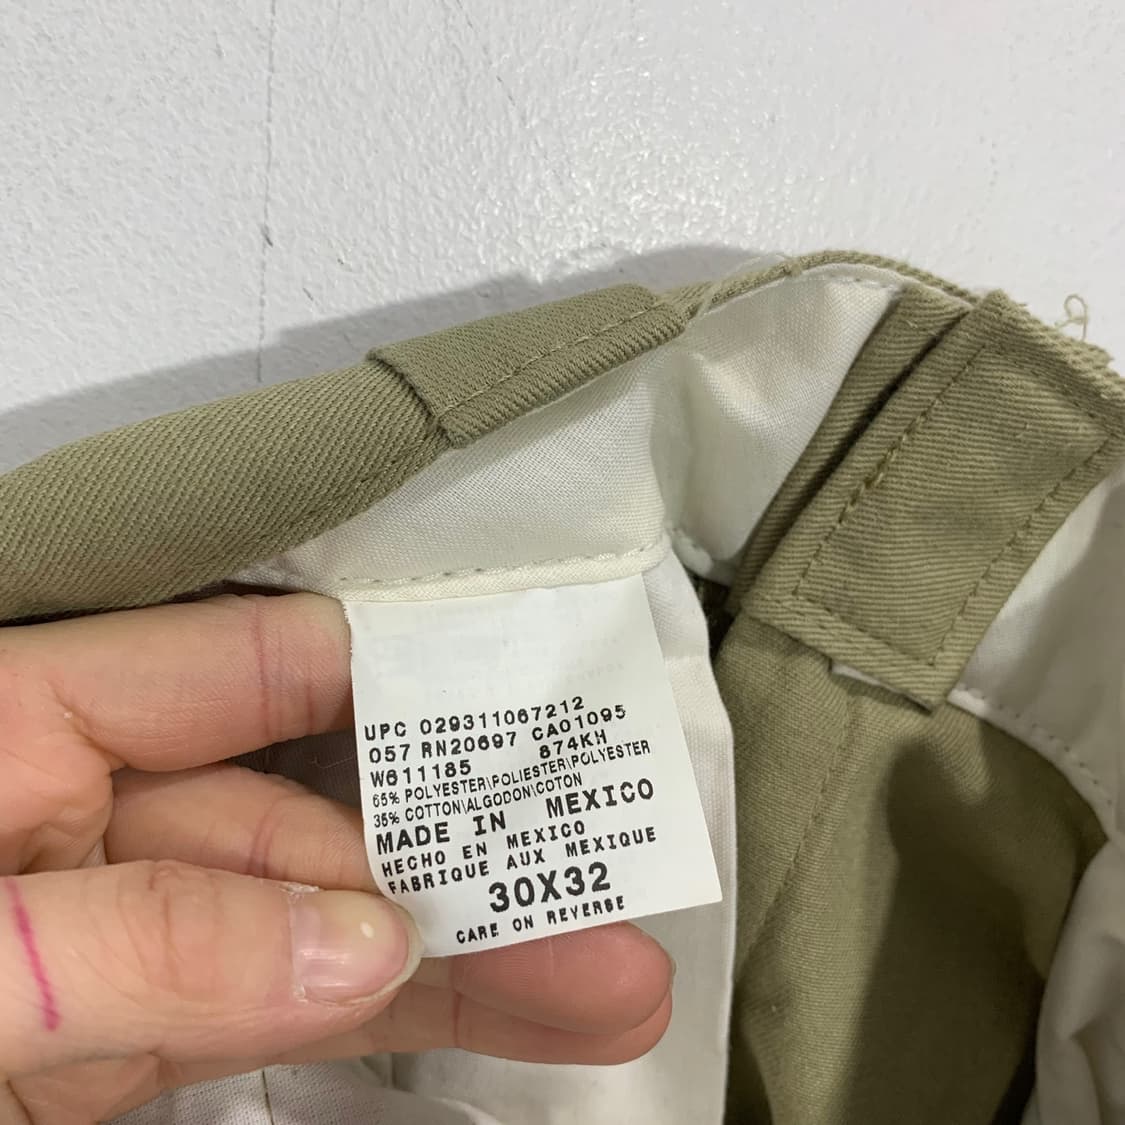 UPC 029311067212
057 RN20697 CA01095
W611185 874KH
65% POLYESTER\POLIESTER\POLYESTER
35% COTTON\ALGODON\COTON
MADE IN MEXICO
HECHO EN MEXICO
FABRIQUE AUX MEXIQUE
30X32
CARE ON REVERSE